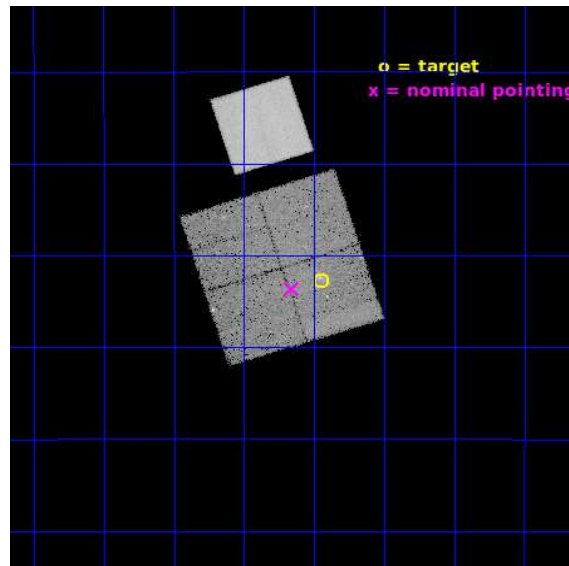 o = target
x = nominal pointing